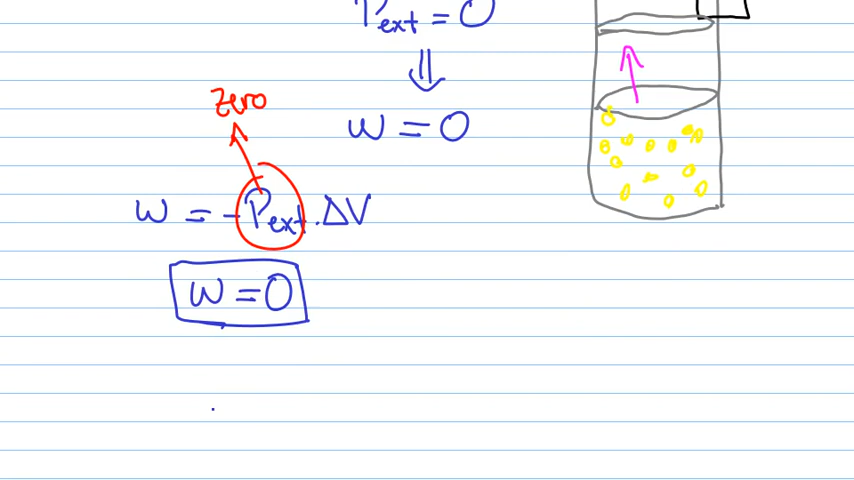 Pext = 0
⇓
w = 0
Zero
w = -Pext . ΔV
w = 0